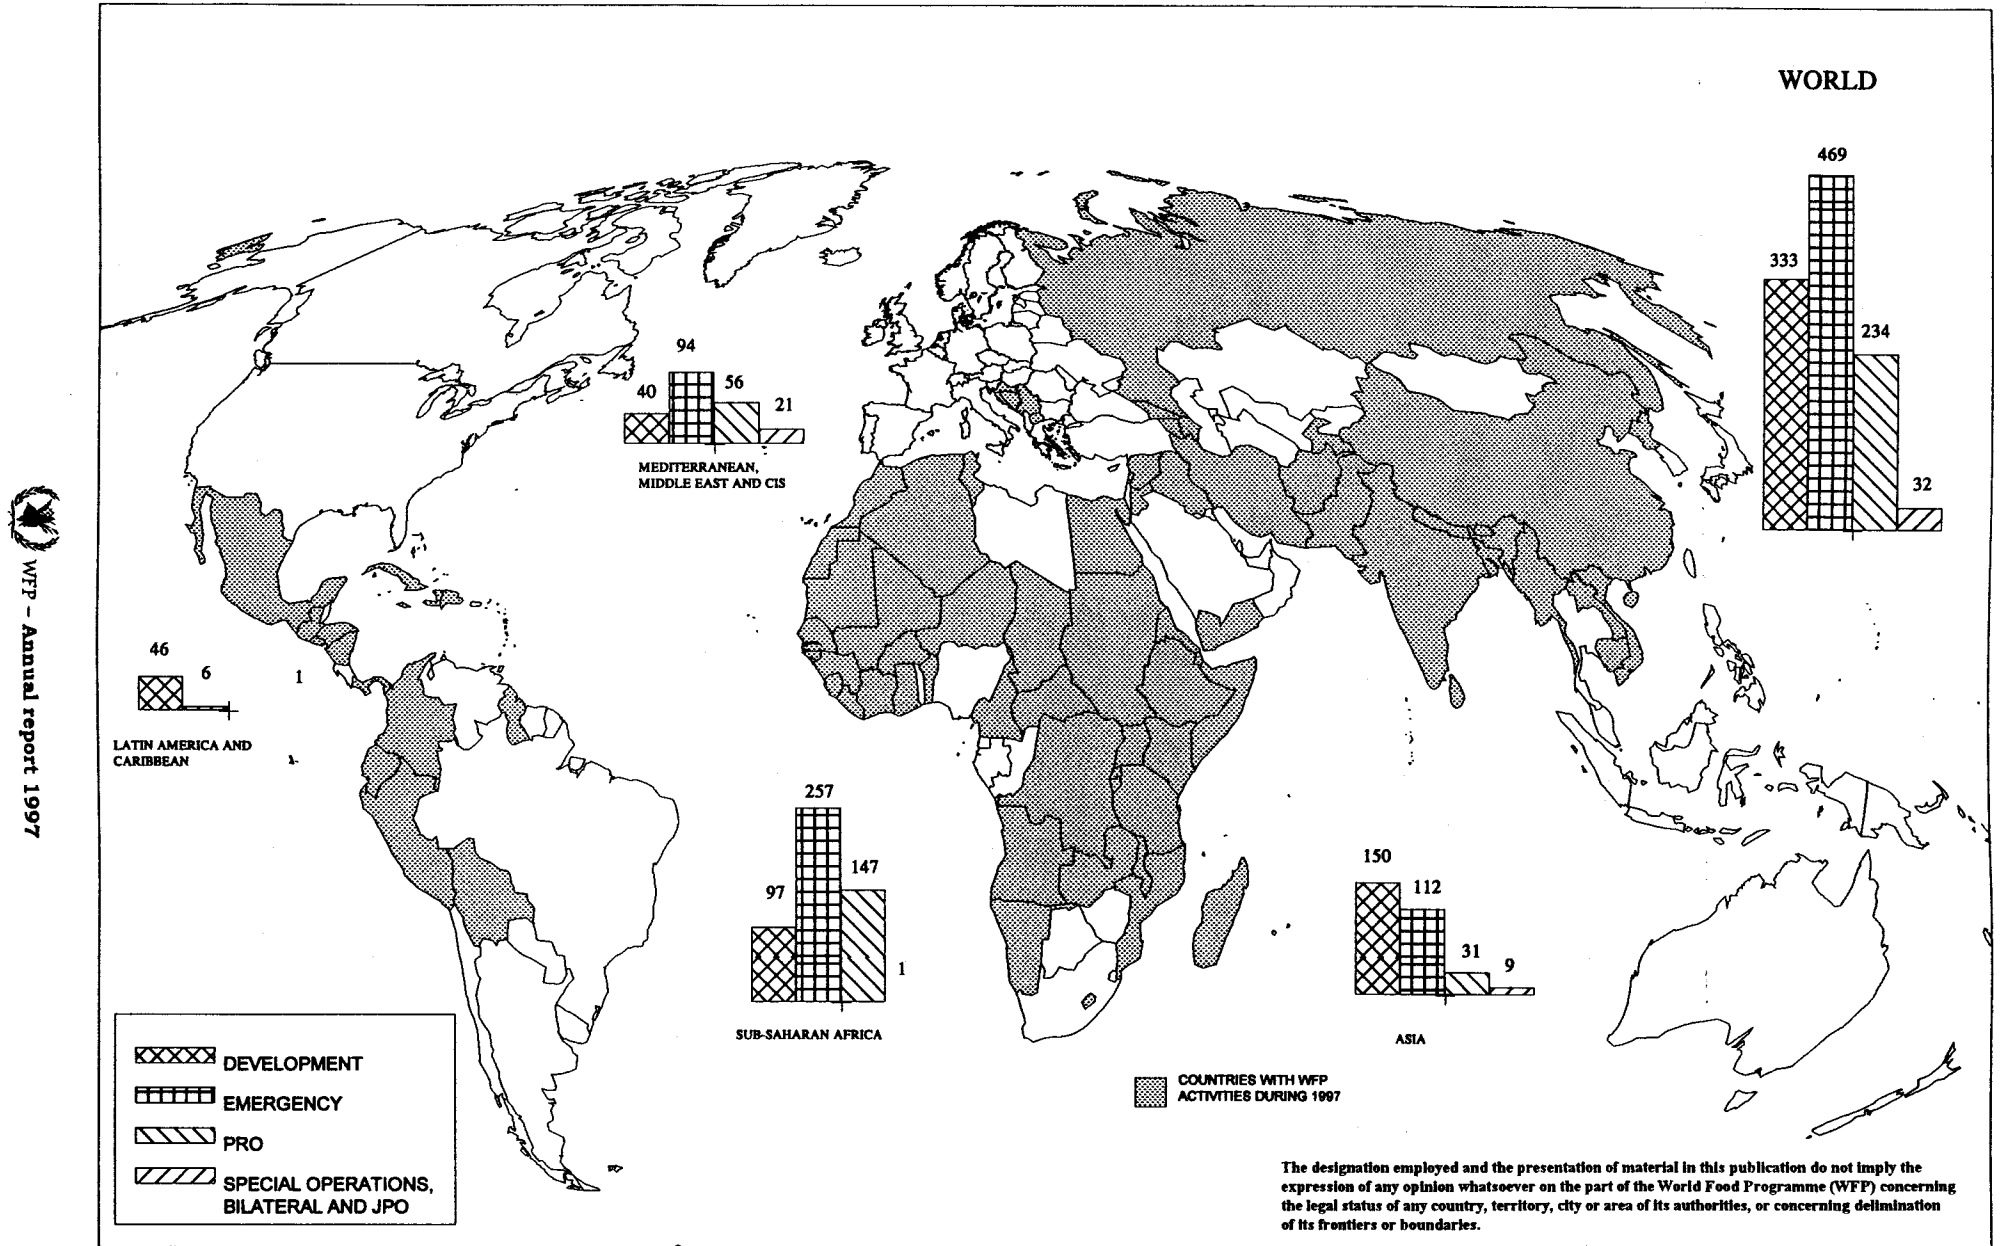 WORLD
469
333
234
32
94
40
56
21
MEDITERRANEAN,
MIDDLE EAST AND CIS
46
6
1
LATIN AMERICA AND
CARIBBEAN
257
97
147
1
SUB-SAHARAN AFRICA
150
112
31
9
ASIA
DEVELOPMENT
EMERGENCY
PRO
SPECIAL OPERATIONS,
BILATERAL AND JPO
COUNTRIES WITH WFP
ACTIVITIES DURING 1997
The designation employed and the presentation of material in this publication do not imply the
expression of any opinion whatsoever on the part of the World Food Programme (WFP) concerning
the legal status of any country, territory, city or area of its authorities, or concerning delimination
of its frontiers or boundaries.
WFP – Annual report 1997